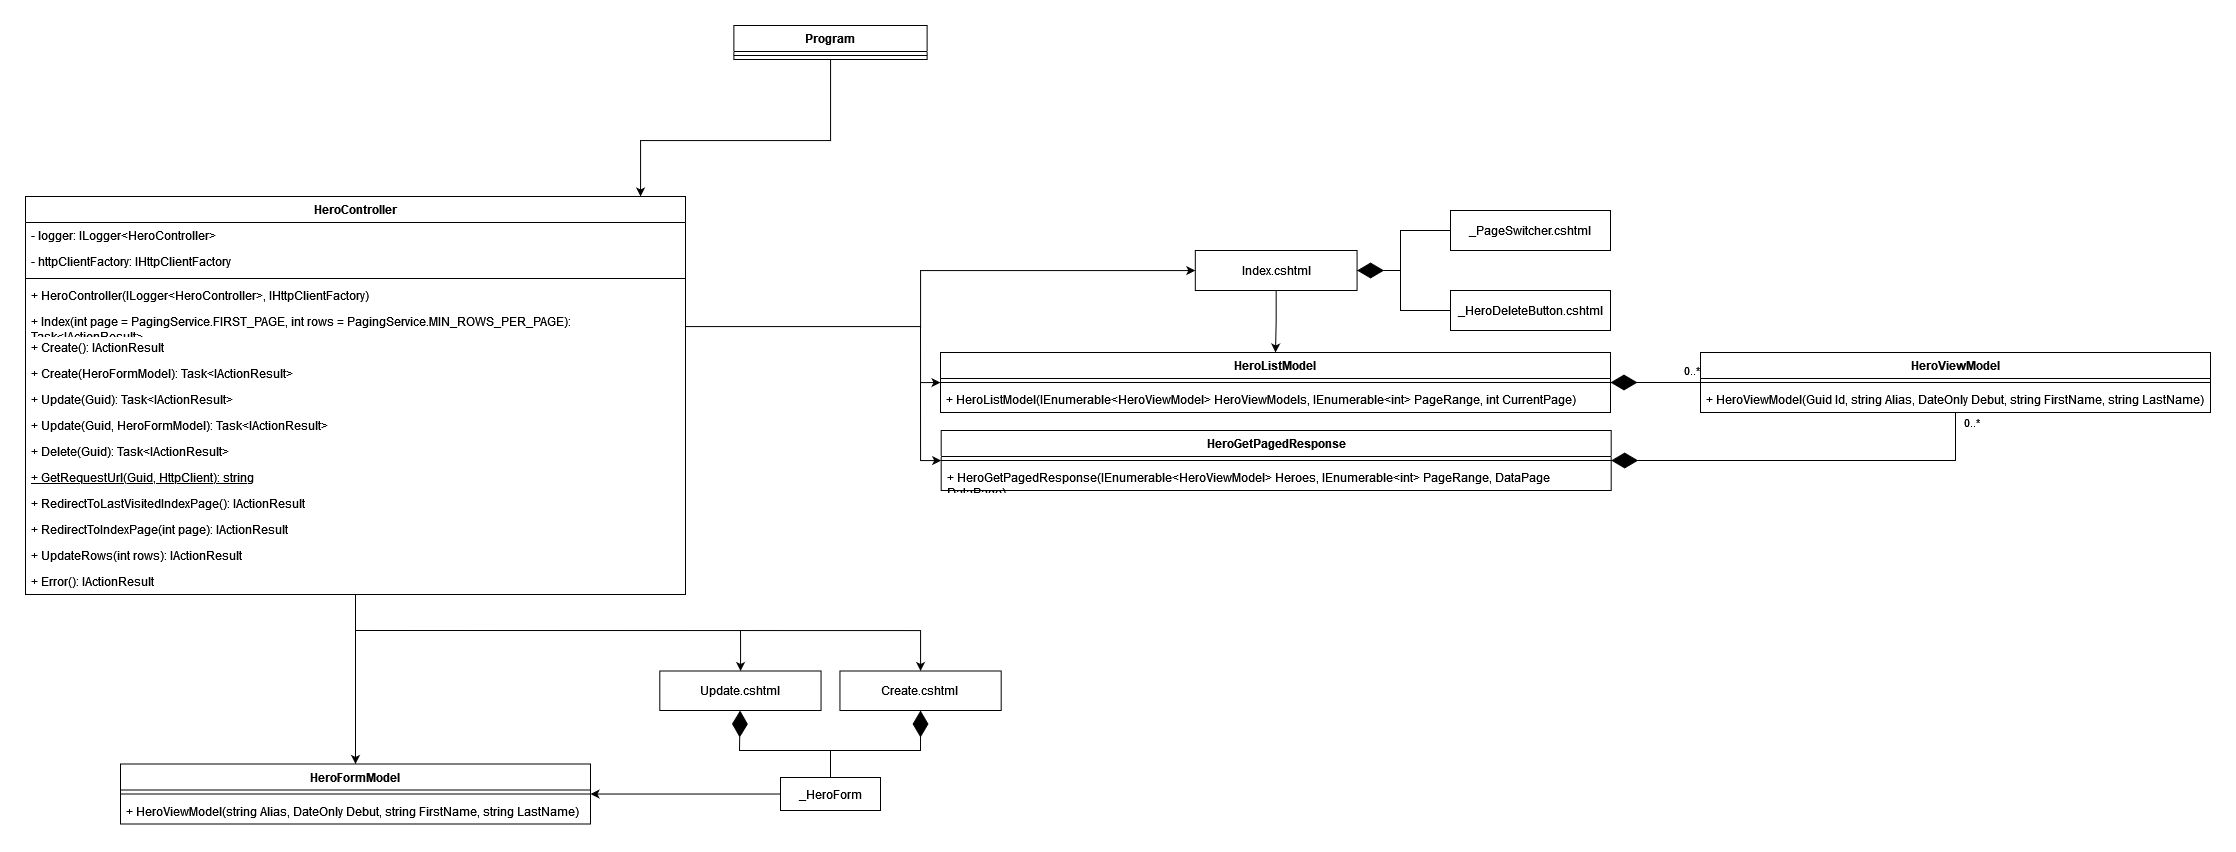 Program
HeroController
- logger: ILogger<HeroController>
- httpClientFactory: IHttpClientFactory
+ HeroController(ILogger<HeroController>, IHttpClientFactory)
+ Index(int page = PagingService.FIRST_PAGE, int rows = PagingService.MIN_ROWS_PER_PAGE):
Task<IActionResult>
+ Create(): IActionResult
+ Create(HeroFormModel): Task<IActionResult>
+ Update(Guid): Task<IActionResult>
+ Update(Guid, HeroFormModel): Task<IActionResult>
+ Delete(Guid): Task<IActionResult>
+ GetRequestUrl(Guid, HttpClient): string
+ RedirectToLastVisitedIndexPage(): IActionResult
+ RedirectToIndexPage(int page): IActionResult
+ UpdateRows(int rows): IActionResult
+ Error(): IActionResult
_PageSwitcher.cshtml
Index.cshtml
_HeroDeleteButton.cshtml
HeroListModel
+ HeroListModel(IEnumerable<HeroViewModel> HeroViewModels, IEnumerable<int> PageRange, int CurrentPage)
0..*
HeroViewModel
+ HeroViewModel(Guid Id, string Alias, DateOnly Debut, string FirstName, string LastName)
0..*
HeroGetPagedResponse
+ HeroGetPagedResponse(IEnumerable<HeroViewModel> Heroes, IEnumerable<int> PageRange, DataPage
DataPage)
Update.cshtml
Create.cshtml
_HeroForm
HeroFormModel
+ HeroViewModel(string Alias, DateOnly Debut, string FirstName, string LastName)